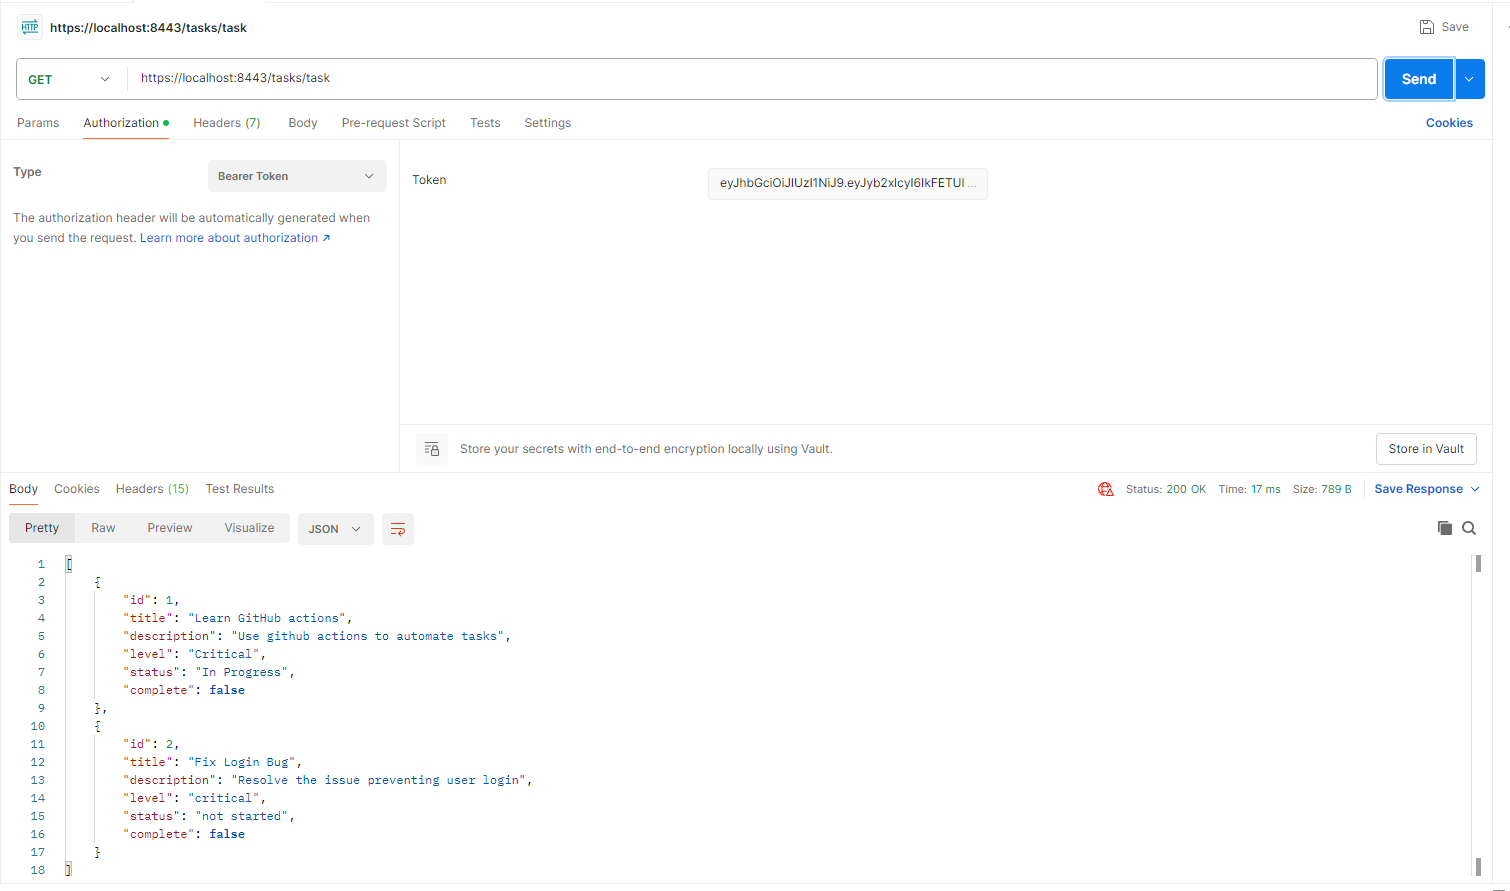 HTTP https://localhost:8443/tasks/task Save
GET https://localhost:8443/tasks/task Send
Params Authorization Headers (7) Body Pre-request Script Tests Settings Cookies
Type Bearer Token
The authorization header will be automatically generated when
you send the request. Learn more about authorization ↗
Token eyJhbGciOiJIUzI1NiJ9.eyJyb2xlcyI6IkFETUI ...
Store your secrets with end-to-end encryption locally using Vault. Store in Vault
Body Cookies Headers (15) Test Results Status: 200 OK Time: 17 ms Size: 789 B Save Response
Pretty Raw Preview Visualize JSON
1 [
2 {
3 "id": 1,
4 "title": "Learn GitHub actions",
5 "description": "Use github actions to automate tasks",
6 "level": "Critical",
7 "status": "In Progress",
8 "complete": false
9 },
10 {
11 "id": 2,
12 "title": "Fix Login Bug",
13 "description": "Resolve the issue preventing user login",
14 "level": "critical",
15 "status": "not started",
16 "complete": false
17 }
18 ]